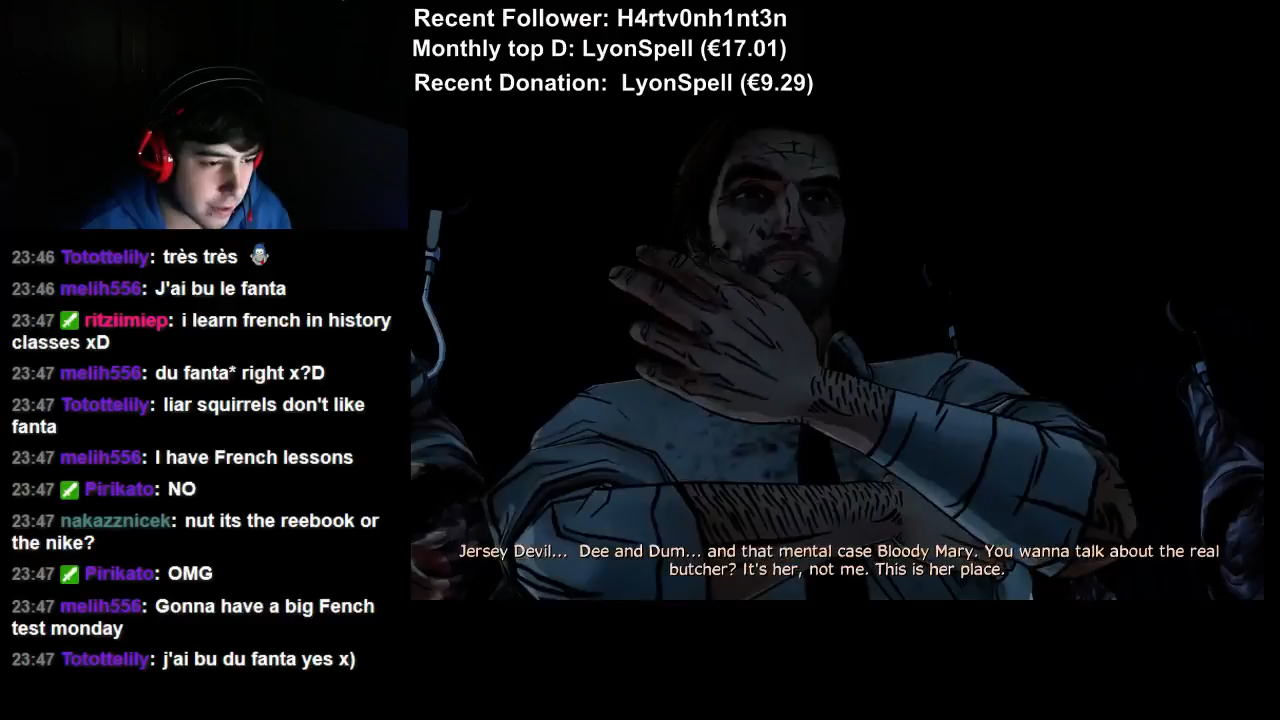 Recent Follower: H4rtv0nh1nt3n
Monthly top D: LyonSpell (€17.01)
Recent Donation:  LyonSpell (€9.29)
23:46 Totottelily: très très
23:46 melih556: J'ai bu le fanta
23:47 ritziimiep: i learn french in history
classes xD
23:47 melih556: du fanta* right x?D
23:47 Totottelily: liar squirrels don't like
fanta
23:47 melih556: I have French lessons
23:47 Pirikato: NO
23:47 nakazznicek: nut its the reebook or
the nike?
23:47 Pirikato: OMG
23:47 melih556: Gonna have a big Fench
test monday
23:47 Totottelily: j'ai bu du fanta yes x)
Jersey Devil... Dee and Dum... and that mental case Bloody Mary. You wanna talk about the real
butcher? It's her, not me. This is her place.